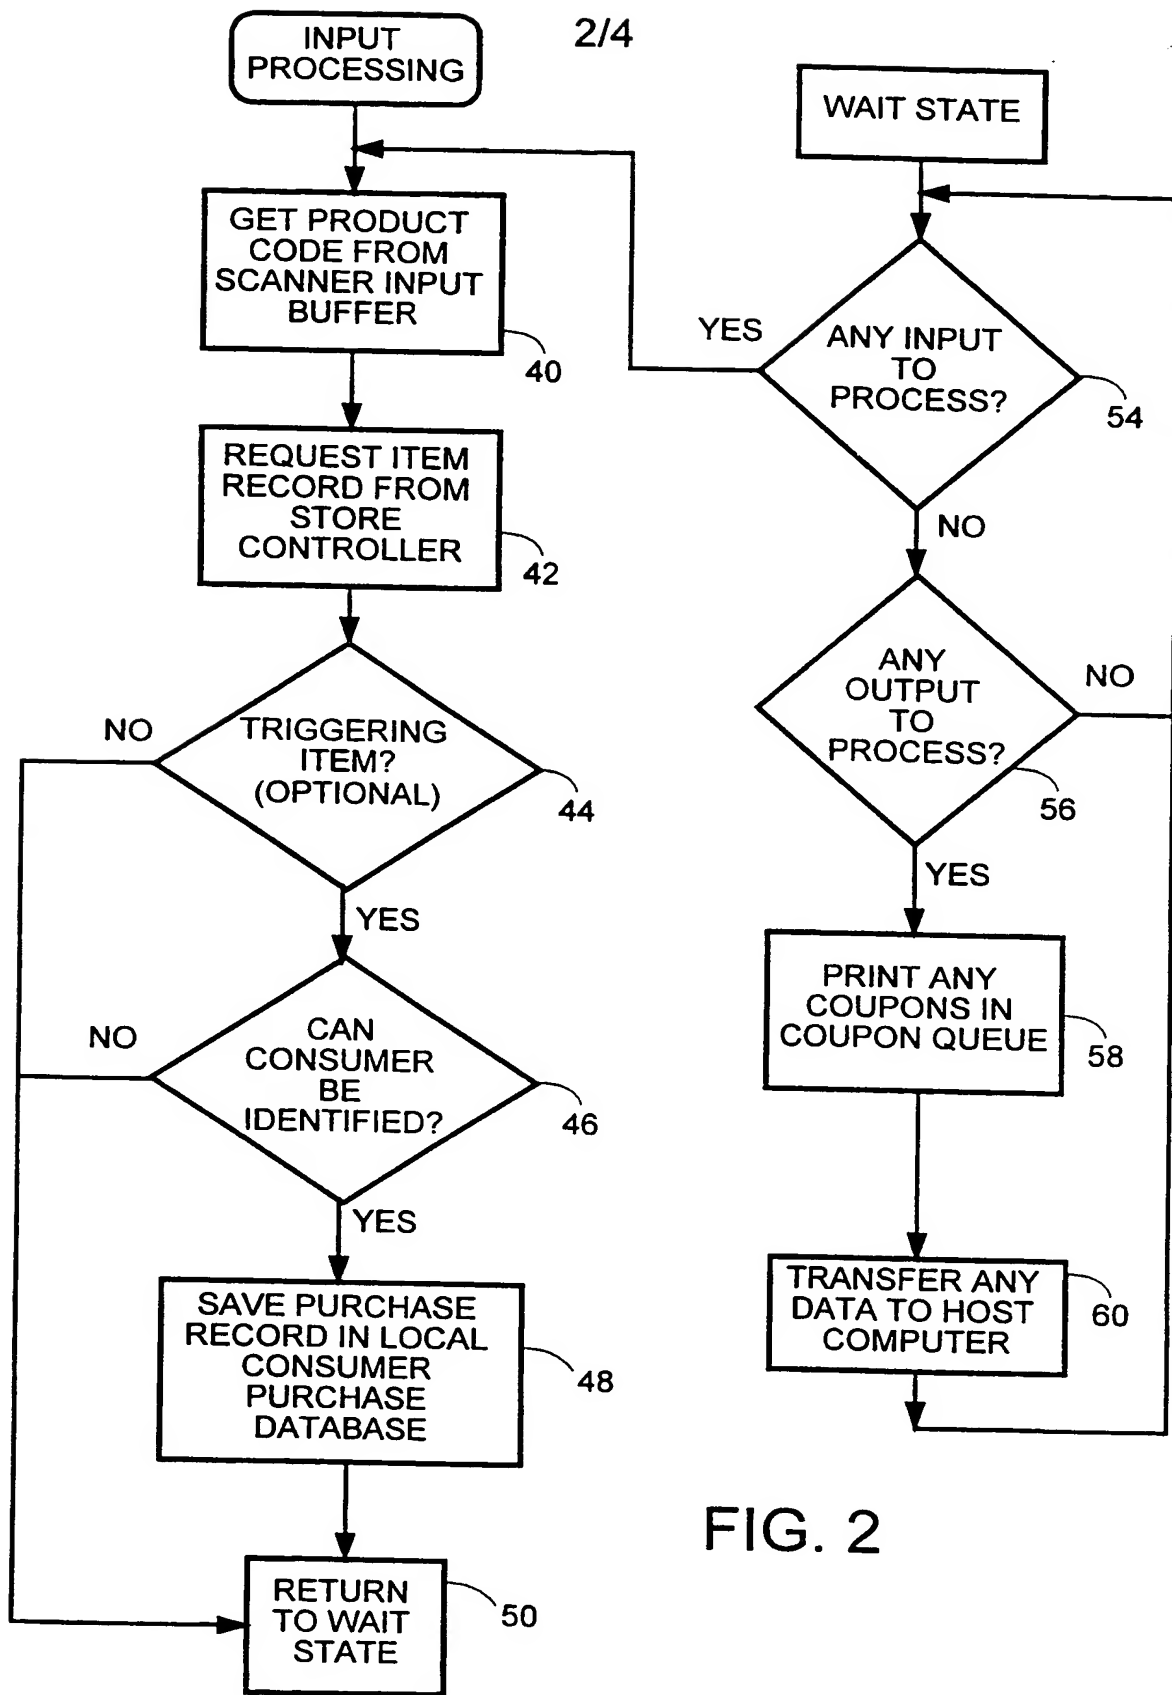 2/4
INPUT
PROCESSING
GET PRODUCT
CODE FROM
SCANNER INPUT
BUFFER
40
REQUEST ITEM
RECORD FROM
STORE
CONTROLLER
42
TRIGGERING
ITEM?
(OPTIONAL)
44
NO
YES
CAN
CONSUMER
BE
IDENTIFIED?
46
NO
YES
SAVE PURCHASE
RECORD IN LOCAL
CONSUMER
PURCHASE
DATABASE
48
RETURN
TO WAIT
STATE
50
WAIT STATE
ANY INPUT
TO
PROCESS?
54
YES
NO
ANY
OUTPUT
TO
PROCESS?
56
NO
YES
PRINT ANY
COUPONS IN
COUPON QUEUE
58
TRANSFER ANY
DATA TO HOST
COMPUTER
60
FIG. 2